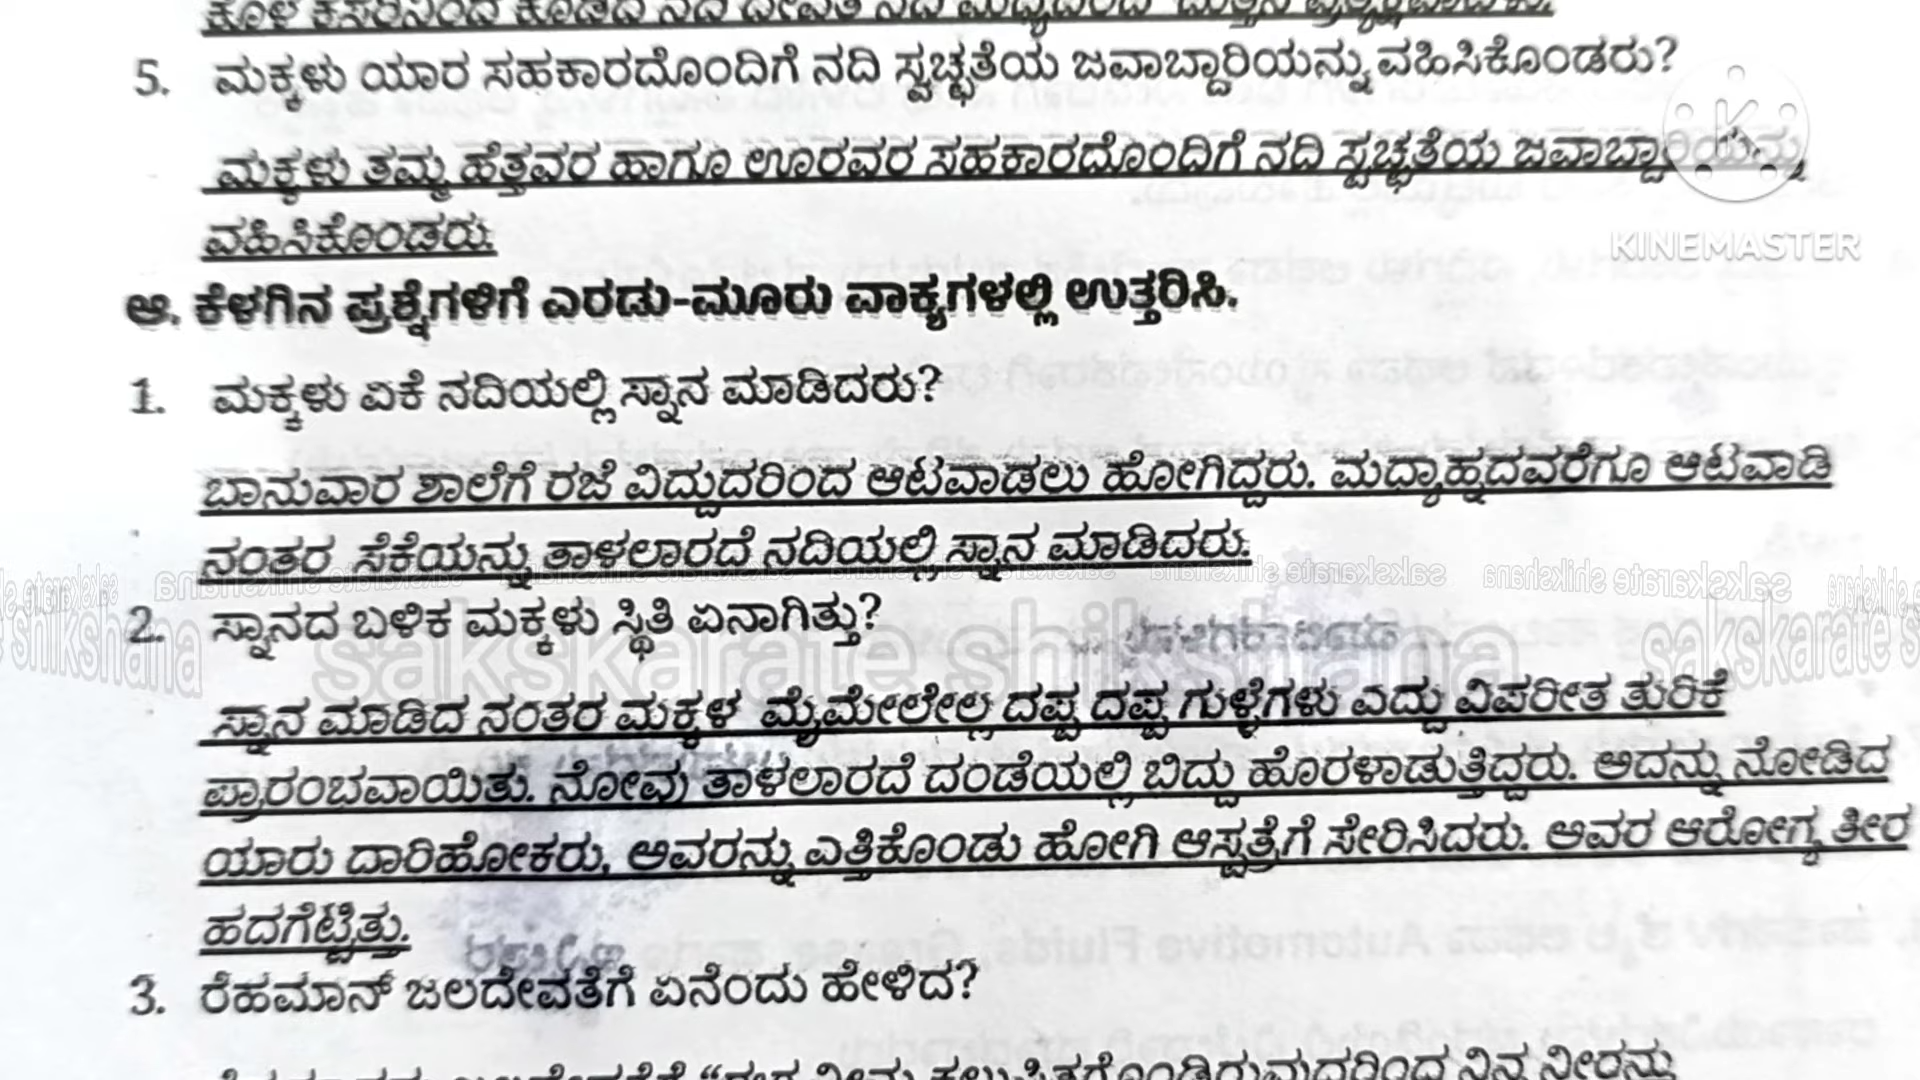 5. ಮಕ್ಕಳು ಯಾರ ಸಹಕಾರದೊಂದಿಗೆ ನದಿ ಸ್ವಚ್ಛತೆಯ ಜವಾಬ್ದಾರಿಯನ್ನು ವಹಿಸಿಕೊಂಡರು?
ಮಕ್ಕಳು ತಮ್ಮ ಹೆತ್ತವರ ಹಾಗೂ ಊರವರ ಸಹಕಾರದೊಂದಿಗೆ ನದಿ ಸ್ವಚ್ಛತೆಯ ಜವಾಬ್ದಾರಿಯನ್ನು
K
KINEMASTER
ವಹಿಸಿಕೊಂಡರು.
ಆ. ಕೆಳಗಿನ ಪ್ರಶ್ನೆಗಳಿಗೆ ಎರಡು-ಮೂರು ವಾಕ್ಯಗಳಲ್ಲಿ ಉತ್ತರಿಸಿ.
1. ಮಕ್ಕಳು ಏಕೆ ನದಿಯಲ್ಲಿ ಸ್ನಾನ ಮಾಡಿದರು?
ಬಾನುವಾರ ಶಾಲೆಗೆ ರಜೆ ವಿದ್ದುದರಿಂದ ಆಟವಾಡಲು ಹೋಗಿದ್ದರು. ಮದ್ಯಾಹ್ನದವರೆಗೂ ಆಟವಾಡಿ
ನಂತರ ಸೆಕೆಯನ್ನು ತಾಳಲಾರದೆ ನದಿಯಲ್ಲಿ ಸ್ನಾನ ಮಾಡಿದರು.
2. ಸ್ನಾನದ ಬಳಿಕ ಮಕ್ಕಳು ಸ್ಥಿತಿ ಏನಾಗಿತ್ತು?
sakskarate shikshana
ಸ್ನಾನ ಮಾಡಿದ ನಂತರ ಮಕ್ಕಳ ಮೈಮೇಲೇಲ್ಲ ದಪ್ಪ ದಪ್ಪ ಗುಳ್ಳೆಗಳು ಎದ್ದು ವಿಪರೀತ ತುರಿಕೆ
ಪ್ರಾರಂಭವಾಯಿತು. ನೋವು ತಾಳಲಾರದೆ ದಂಡೆಯಲ್ಲಿ ಬಿದ್ದು ಹೊರಳಾಡುತ್ತಿದ್ದರು. ಅದನ್ನು ನೋಡಿದ
ಯಾರು ದಾರಿಹೋಕರು, ಅವರನ್ನು ಎತ್ತಿಕೊಂಡು ಹೋಗಿ ಆಸ್ಪತ್ರೆಗೆ ಸೇರಿಸಿದರು. ಅವರ ಆರೋಗ್ಯ ತೀರ
ಹದಗೆಟ್ಟಿತ್ತು.
3. ರೆಹಮಾನ್ ಜಲದೇವತೆಗೆ ಏನೆಂದು ಹೇಳಿದ?